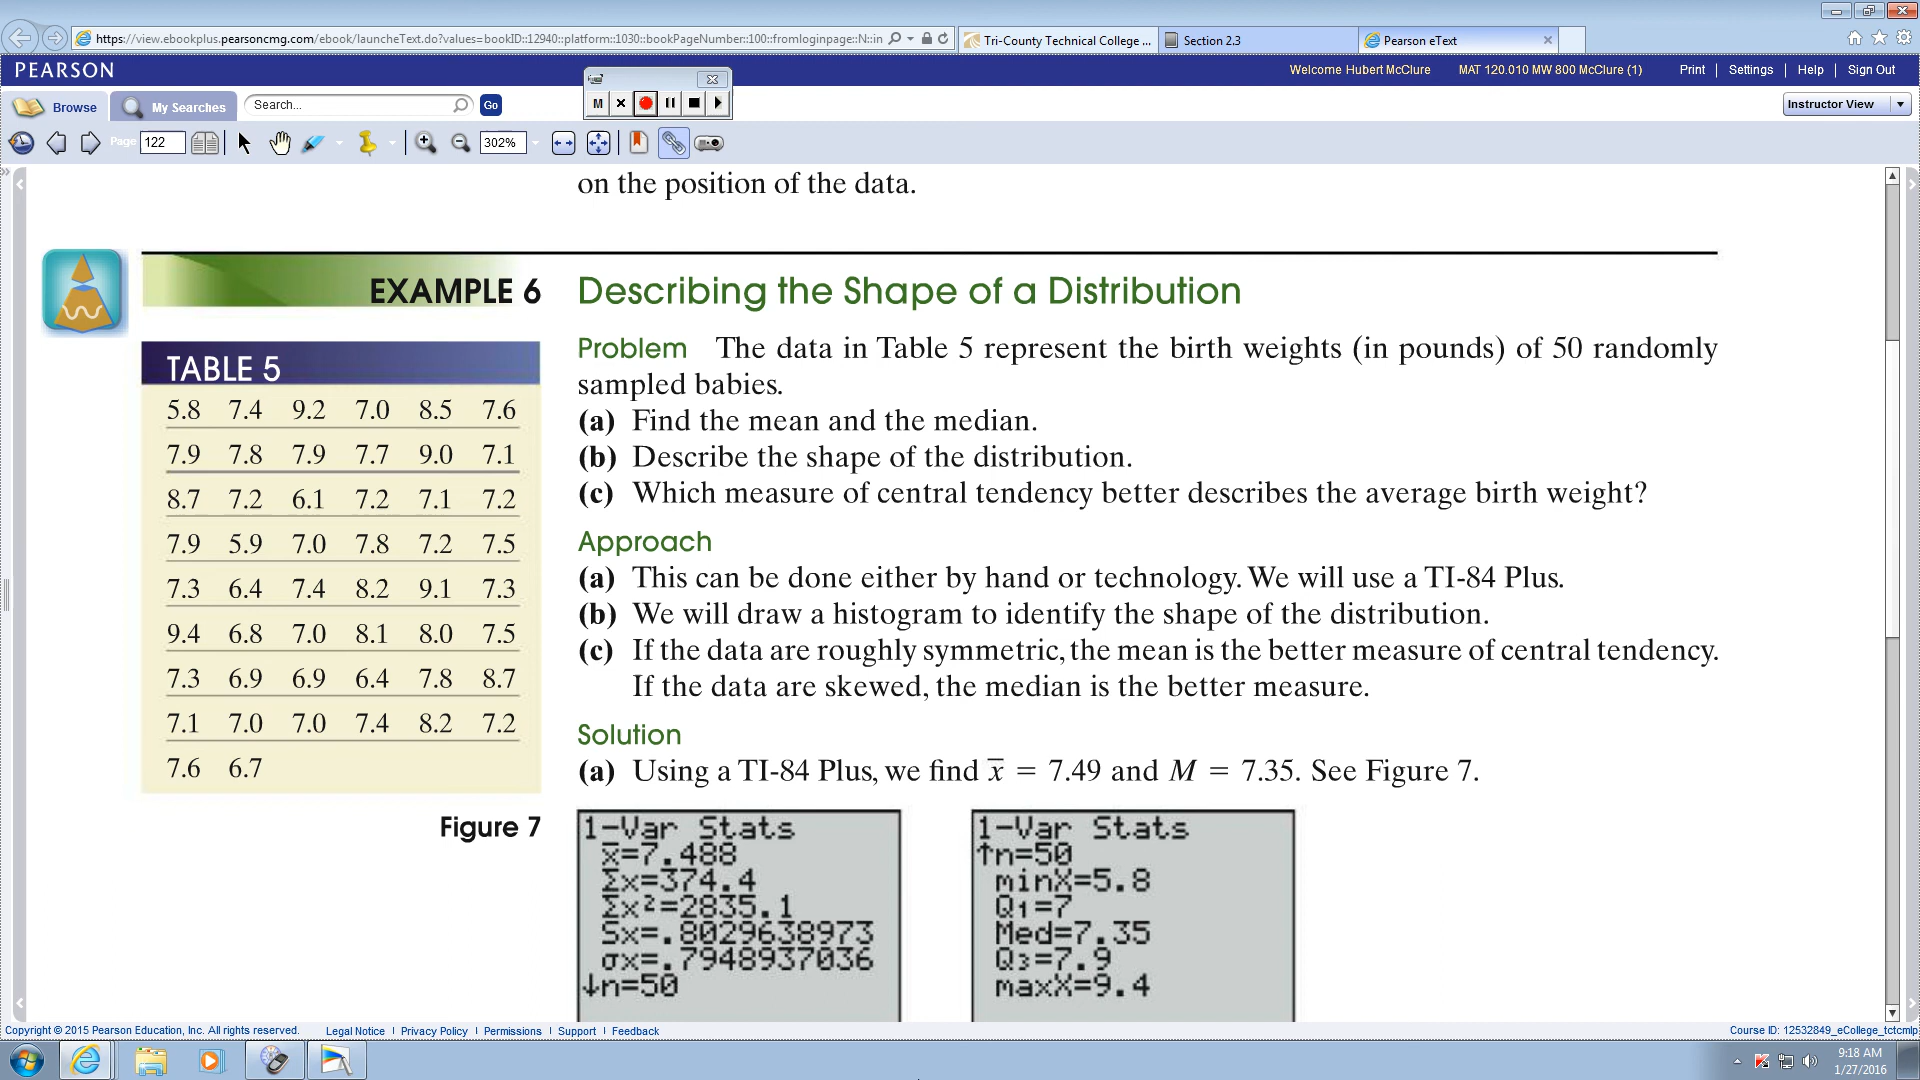 https://view.ebookplus.pearsoncmg.com/ebook/launcheText.do?values=bookID::12940::platform::1030::bookPageNumber::100::fromloginpage::N::in
Tri-County Technical College ...
Section 2.3
Pearson eText
PEARSON
Welcome Hubert McClure
MAT 120.010 MW 800 McClure (1)
Print
Settings
Help
Sign Out
Browse
My Searches
Search...
Go
M
Instructor View
Page
122
302%
on the position of the data.
EXAMPLE 6
Describing the Shape of a Distribution
Problem The data in Table 5 represent the birth weights (in pounds) of 50 randomly
sampled babies.
(a) Find the mean and the median.
(b) Describe the shape of the distribution.
(c) Which measure of central tendency better describes the average birth weight?
Approach
(a) This can be done either by hand or technology. We will use a TI-84 Plus.
(b) We will draw a histogram to identify the shape of the distribution.
(c) If the data are roughly symmetric, the mean is the better measure of central tendency.
If the data are skewed, the median is the better measure.
Solution
(a) Using a TI-84 Plus, we find x̅ = 7.49 and M = 7.35. See Figure 7.
TABLE 5
5.8 7.4 9.2 7.0 8.5 7.6
7.9 7.8 7.9 7.7 9.0 7.1
8.7 7.2 6.1 7.2 7.1 7.2
7.9 5.9 7.0 7.8 7.2 7.5
7.3 6.4 7.4 8.2 9.1 7.3
9.4 6.8 7.0 8.1 8.0 7.5
7.3 6.9 6.9 6.4 7.8 8.7
7.1 7.0 7.0 7.4 8.2 7.2
7.6 6.7
Figure 7
1-Var Stats
x̅=7.488
Σx=374.4
Σx²=2835.1
Sx=.8029638973
σx=.7948937036
↓n=50
1-Var Stats
↑n=50
minX=5.8
Q₁=7
Med=7.35
Q₃=7.9
maxX=9.4
Copyright © 2015 Pearson Education, Inc. All rights reserved.
Legal Notice | Privacy Policy | Permissions | Support | Feedback
Course ID: 12532849_eCollege_tctcmlp
9:18 AM
1/27/2016